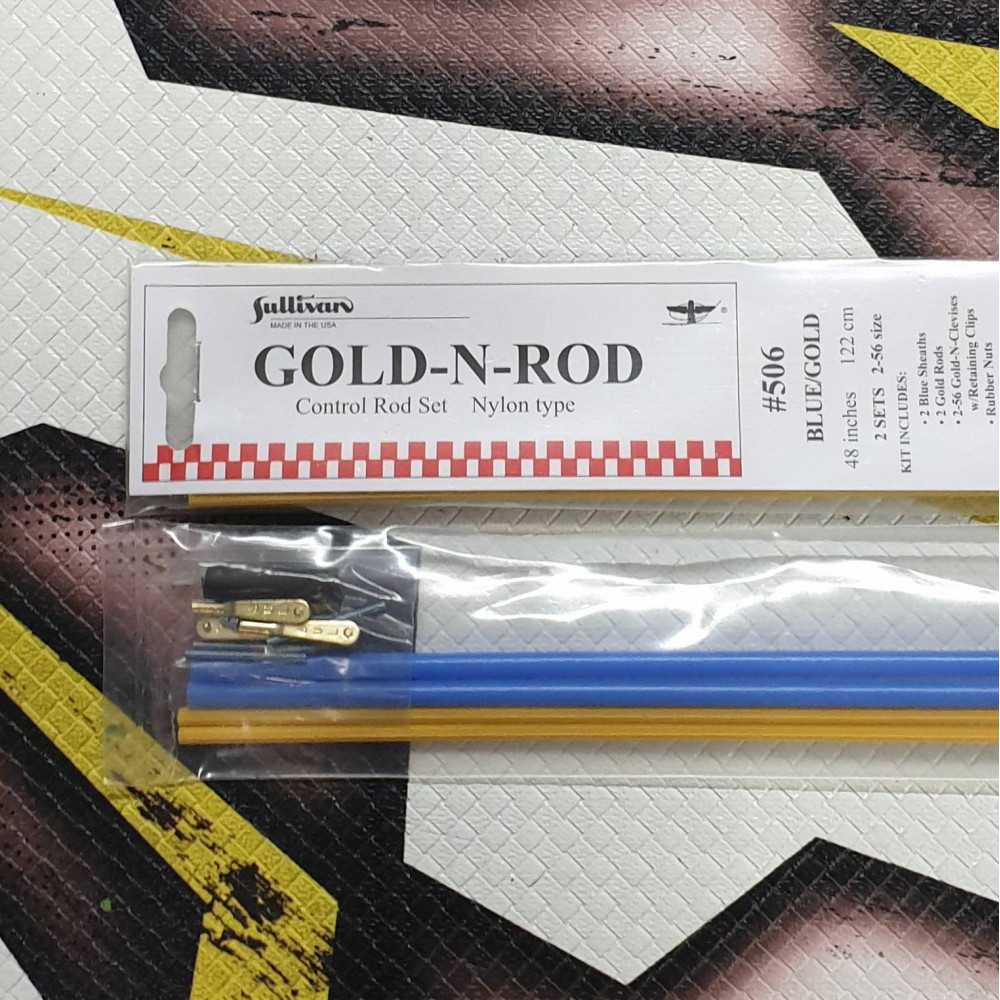 Sullivan
MADE IN THE USA
®
GOLD-N-ROD
Control Rod Set Nylon type
#506
BLUE/GOLD
48 inches 122 cm
2 SETS 2-56 size
KIT INCLUDES:
• 2 Blue Sheaths
• 2 Gold Rods
• 2-56 Gold-N-Clevises
w/Retaining Clips
• Rubber Nuts